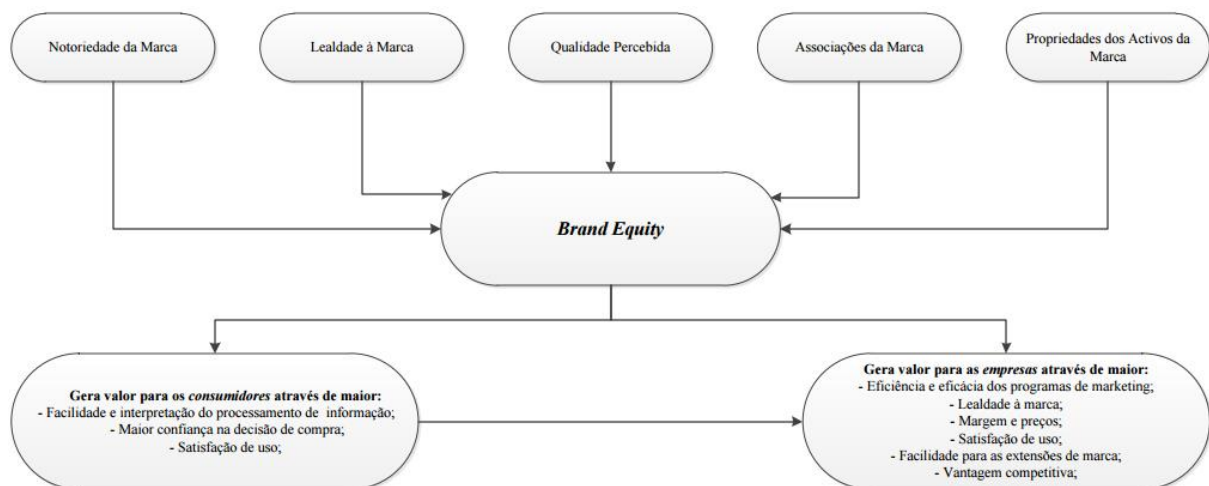 Notoriedade da Marca
Lealdade à Marca
Qualidade Percebida
Associações da Marca
Propriedades dos Activos da
Marca
Brand Equity
Gera valor para os consumidores através de maior:
- Facilidade e interpretação do processamento de informação;
- Maior confiança na decisão de compra;
- Satisfação de uso;
Gera valor para as empresas através de maior:
- Eficiência e eficácia dos programas de marketing;
- Lealdade à marca;
- Margem e preços;
- Satisfação de uso;
- Facilidade para as extensões de marca;
- Vantagem competitiva;